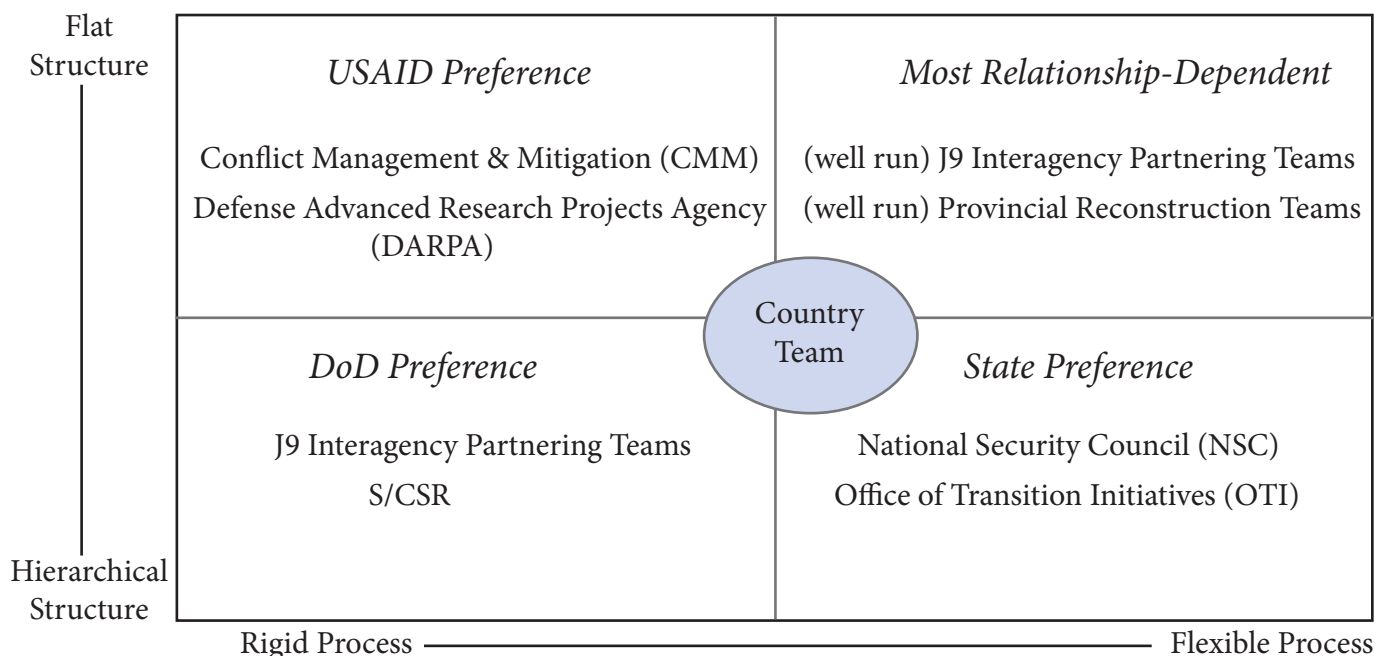 Flat
Structure
USAID Preference
Most Relationship-Dependent
Conflict Management & Mitigation (CMM)
Defense Advanced Research Projects Agency
(DARPA)
(well run) J9 Interagency Partnering Teams
(well run) Provincial Reconstruction Teams
Country
Team
DoD Preference
State Preference
J9 Interagency Partnering Teams
S/CSR
National Security Council (NSC)
Office of Transition Initiatives (OTI)
Hierarchical
Structure
Rigid Process
Flexible Process